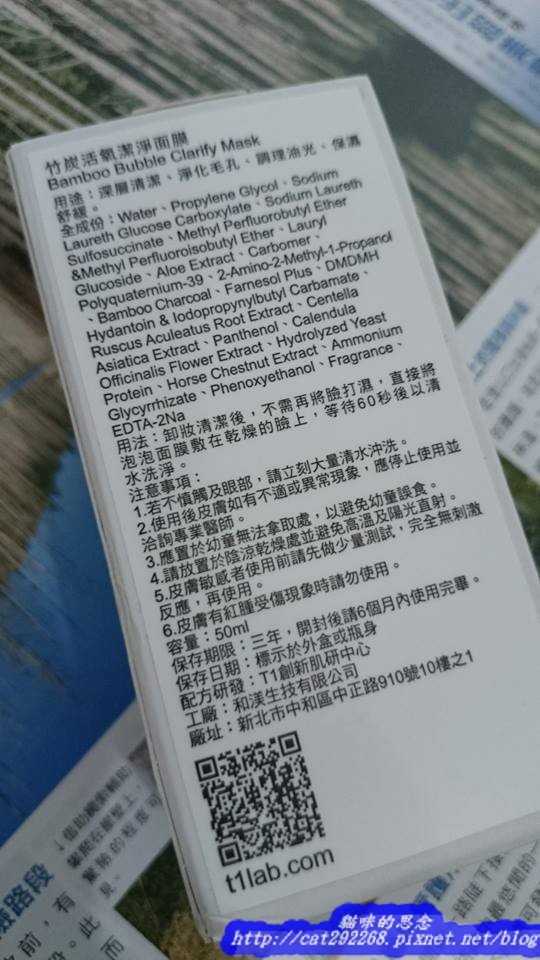 竹炭活氧潔淨面膜
Bamboo Bubble Clarify Mask
用途：深層清潔、淨化毛孔、調理油光、保濕
舒緩。
全成份：Water、Propylene Glycol、Sodium
Laureth Glucose Carboxylate、Sodium Laureth
Sulfosuccinate、Methyl Perfluorobutyl Ether
&Methyl Perfluoroisobutyl Ether、Lauryl
Glucoside、Aloe Extract、Carbomer、
Polyquaternium-39、2-Amino-2-Methyl-1-Propanol
、Bamboo Charcoal、Farnesol Plus、DMDMH
Hydantoin & Iodopropynylbutyl Carbamate、
Ruscus Aculeatus Root Extract、Centella
Asiatica Extract、Panthenol、Calendula
Officinalis Flower Extract、Hydrolyzed Yeast
Protein、Horse Chestnut Extract、Ammonium
Glycyrrhizate、Phenoxyethanol、Fragrance、
EDTA-2Na
用法：卸妝清潔後，不需再將臉打濕，直接將
泡泡面膜敷在乾燥的臉上，等待60秒後以清
水洗淨。
注意事項：
1.若不慎觸及眼部，請立刻大量清水沖洗。
2.使用後皮膚如有不適或異常現象，應停止使用並
洽詢專業醫師。
3.應置於幼童無法拿取處，以避免幼童誤食。
4.請放置於陰涼乾燥處並避免高溫及陽光直射。
5.皮膚敏感者使用前請先做少量測試，完全無刺激
反應，再使用。
6.皮膚有紅腫受傷現象時請勿使用。
容量：50ml
保存期限：三年，開封後請6個月內使用完畢。
保存日期：標示於外盒或瓶身
配方研發：T1創新肌研中心
工廠：和渼生技有限公司
廠址：新北市中和區中正路910號10樓之1
t1lab.com
路段
貓咪的思念
http://cat292268.pixnet.net/blog